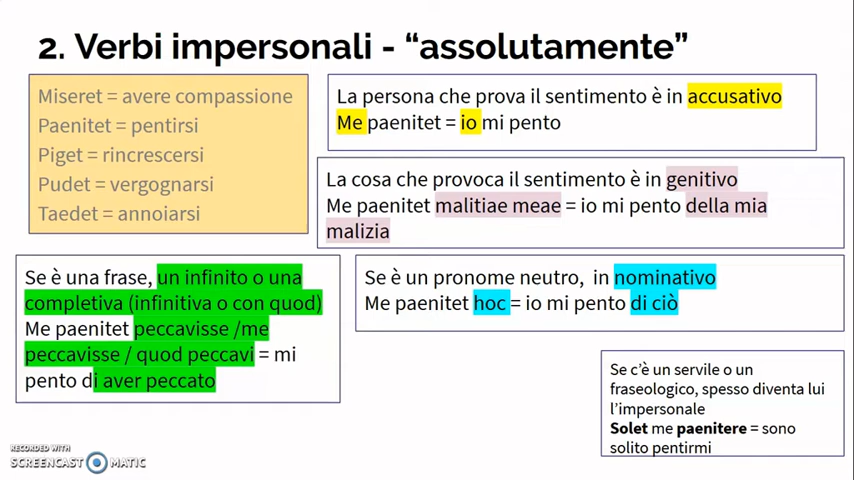 2. Verbi impersonali - “assolutamente”
Miseret = avere compassione
Paenitet = pentirsi
Piget = rincrescersi
Pudet = vergognarsi
Taedet = annoiarsi
La persona che prova il sentimento è in accusativo
Me paenitet = io mi pento
La cosa che provoca il sentimento è in genitivo
Me paenitet malitiae meae = io mi pento della mia
malizia
Se è una frase, un infinito o una
completiva (infinitiva o con quod)
Me paenitet peccavisse /me
peccavisse / quod peccavi = mi
pento di aver peccato
Se è un pronome neutro, in nominativo
Me paenitet hoc = io mi pento di ciò
Se c’è un servile o un
fraseologico, spesso diventa lui
l’impersonale
Solet me paenitere = sono
solito pentirmi
RECORDED WITH
SCREENCAST MATIC